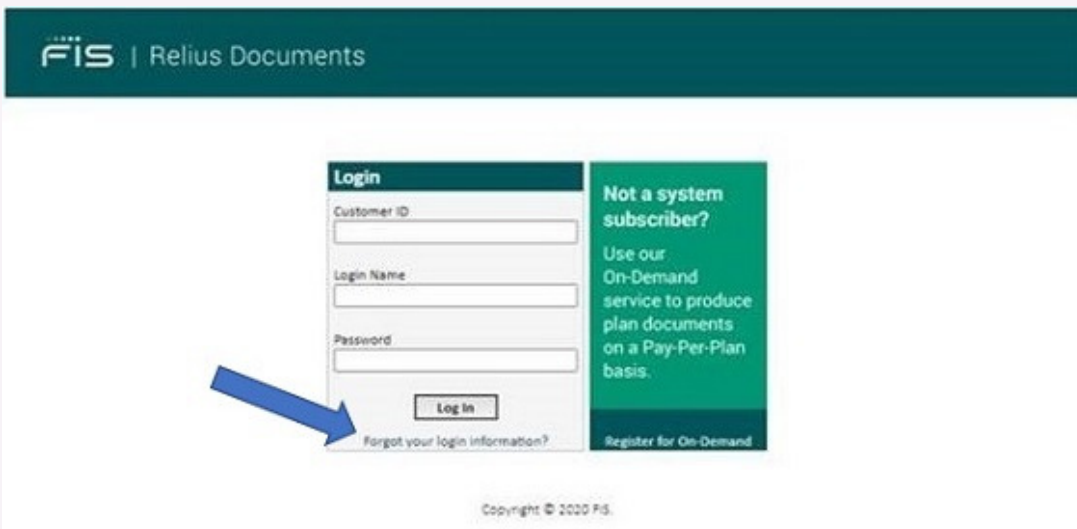 FIS | Relius Documents
Login
Customer ID
Login Name
Password
Log In
Forgot your login information?
Not a system
subscriber?
Use our
On-Demand
service to produce
plan documents
on a Pay-Per-Plan
basis.
Register for On-Demand
Copyright © 2020 FIS.